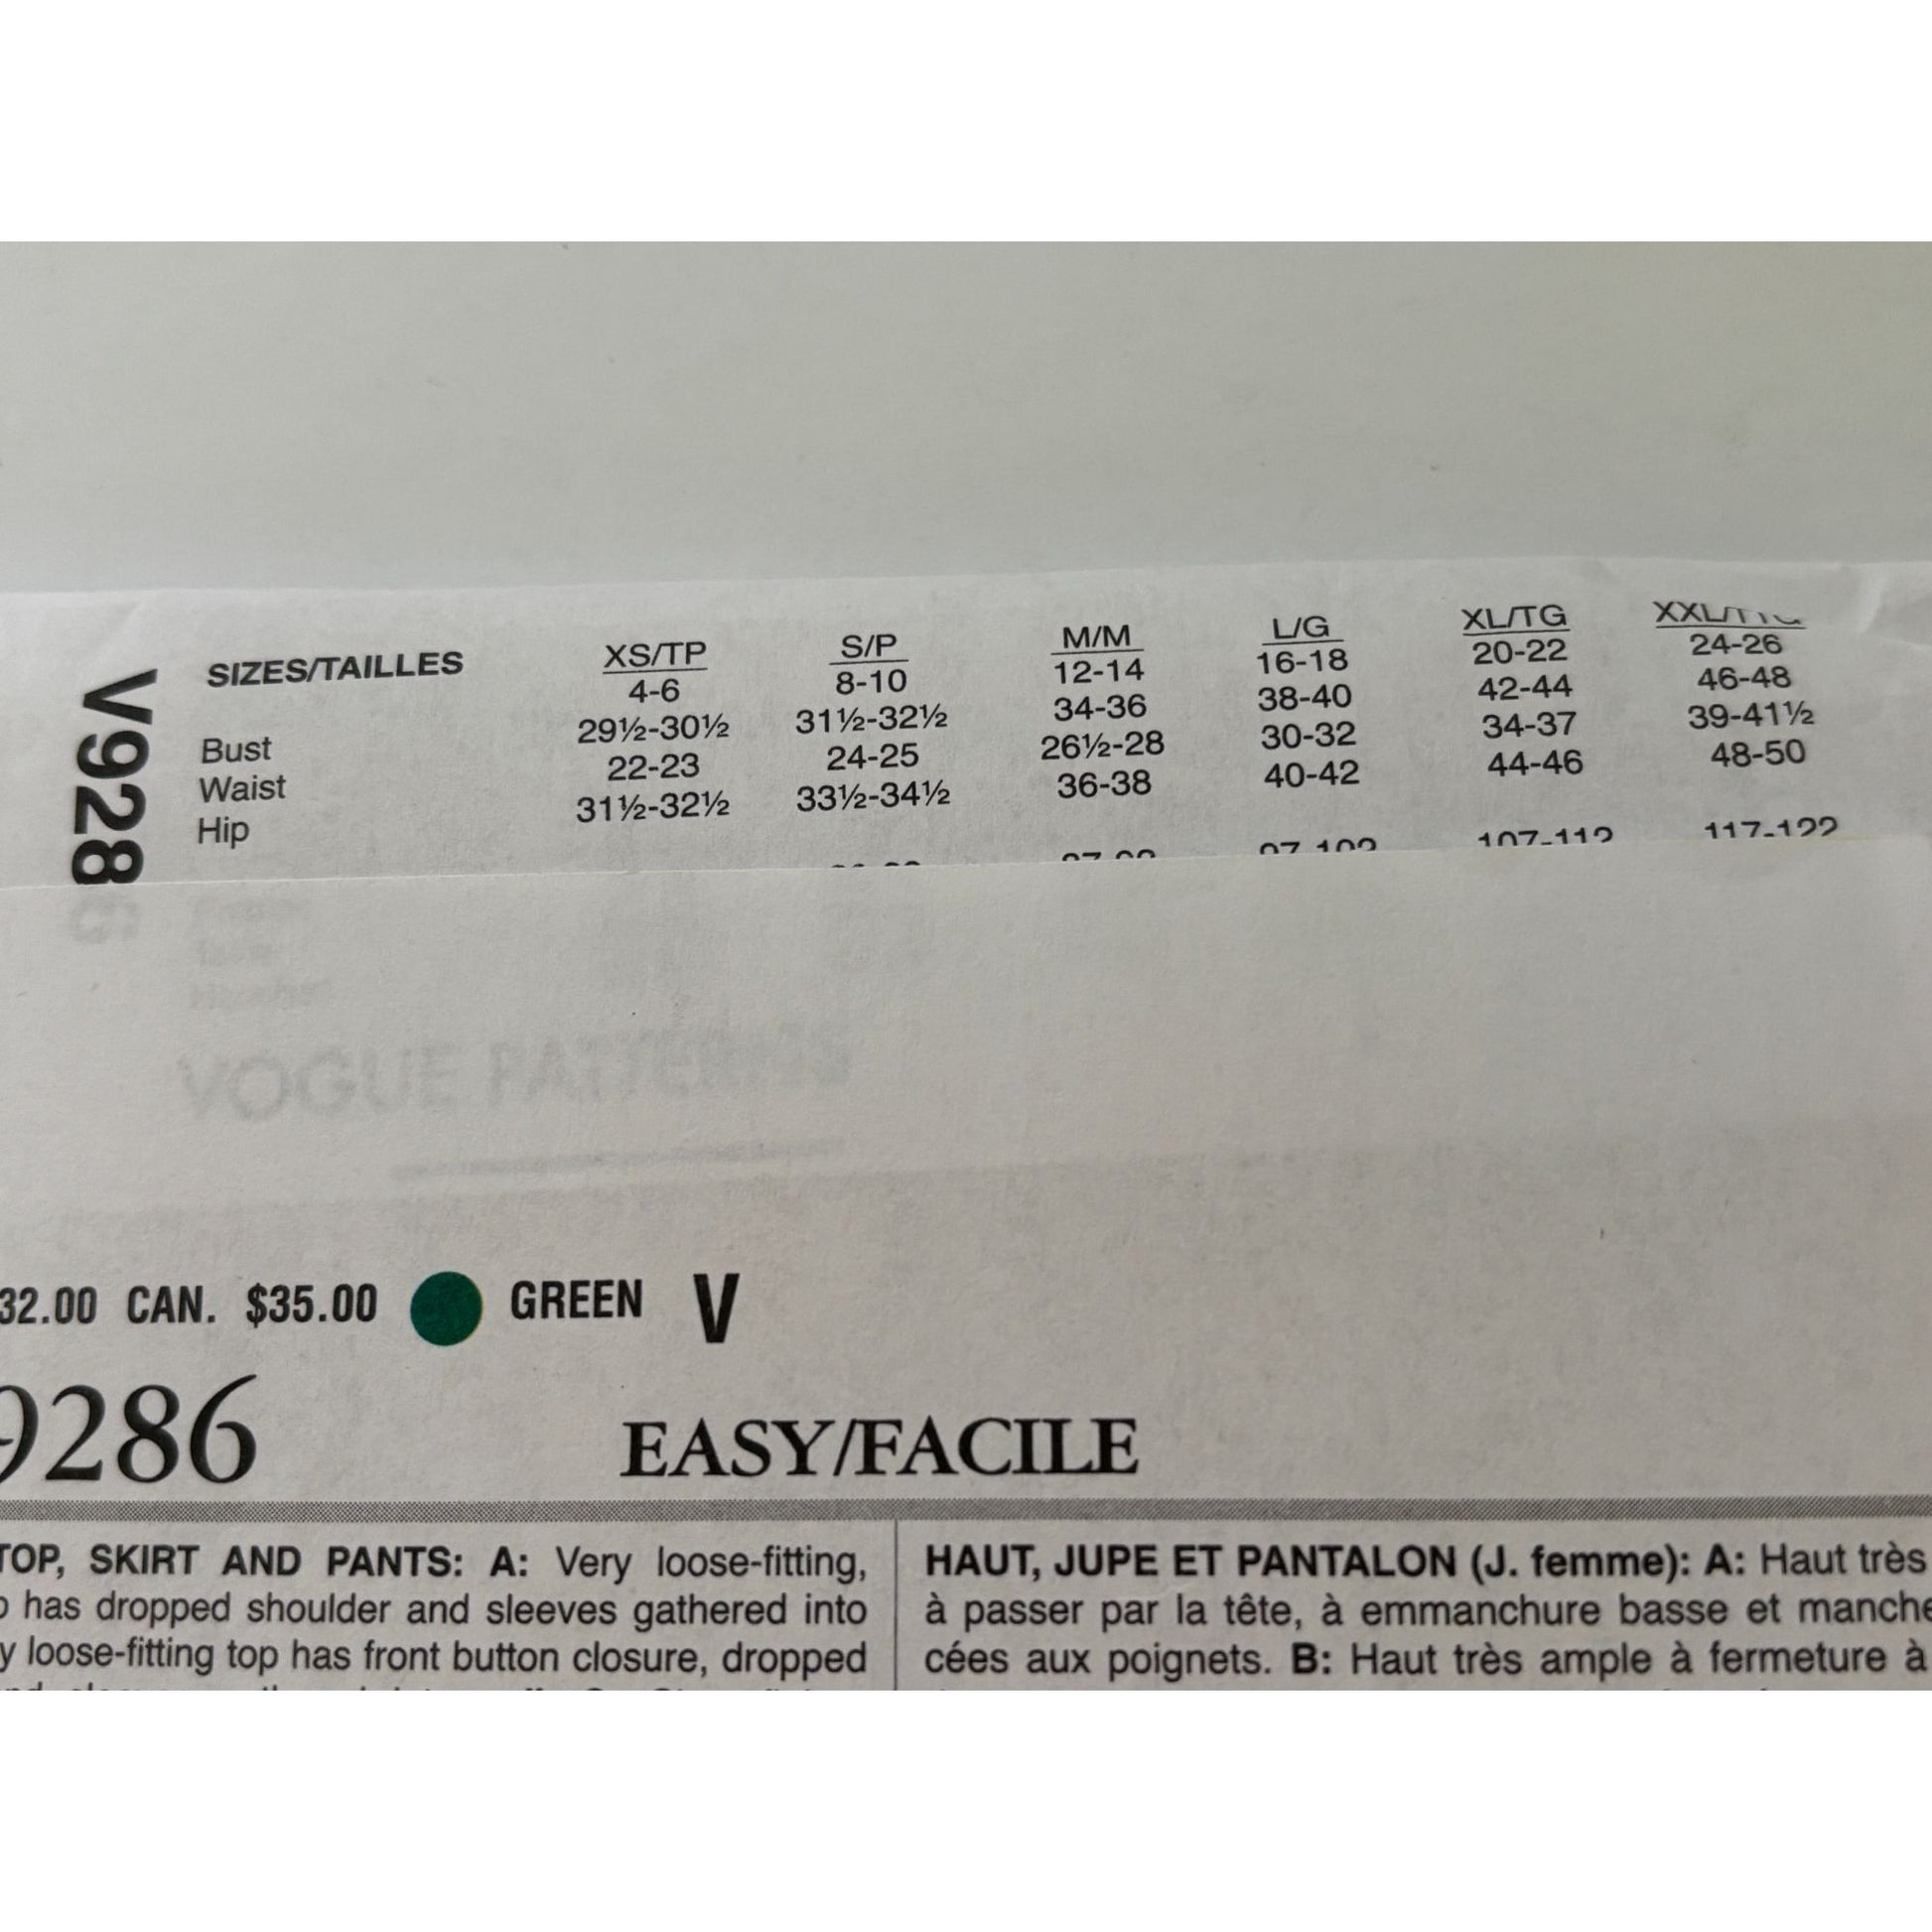 V928
SIZES/TAILLES XS/TP S/P M/M L/G XL/TG
4-6 8-10 12-14 16-18 20-22 24-26
Bust 29½-30½ 31½-32½ 34-36 38-40 42-44 46-48
Waist 22-23 24-25 26½-28 30-32 34-37 39-41½
Hip 31½-32½ 33½-34½ 36-38 40-42 44-46 48-50
107-112 117-122
VOGUE PATTERNS
32.00 CAN. $35.00 GREEN V
9286 EASY/FACILE
TOP, SKIRT AND PANTS: A: Very loose-fitting,
has dropped shoulder and sleeves gathered into
y loose-fitting top has front button closure, dropped
HAUT, JUPE ET PANTALON (J. femme): A: Haut très
à passer par la tête, à emmanchure basse et manche
cées aux poignets. B: Haut très ample à fermeture à